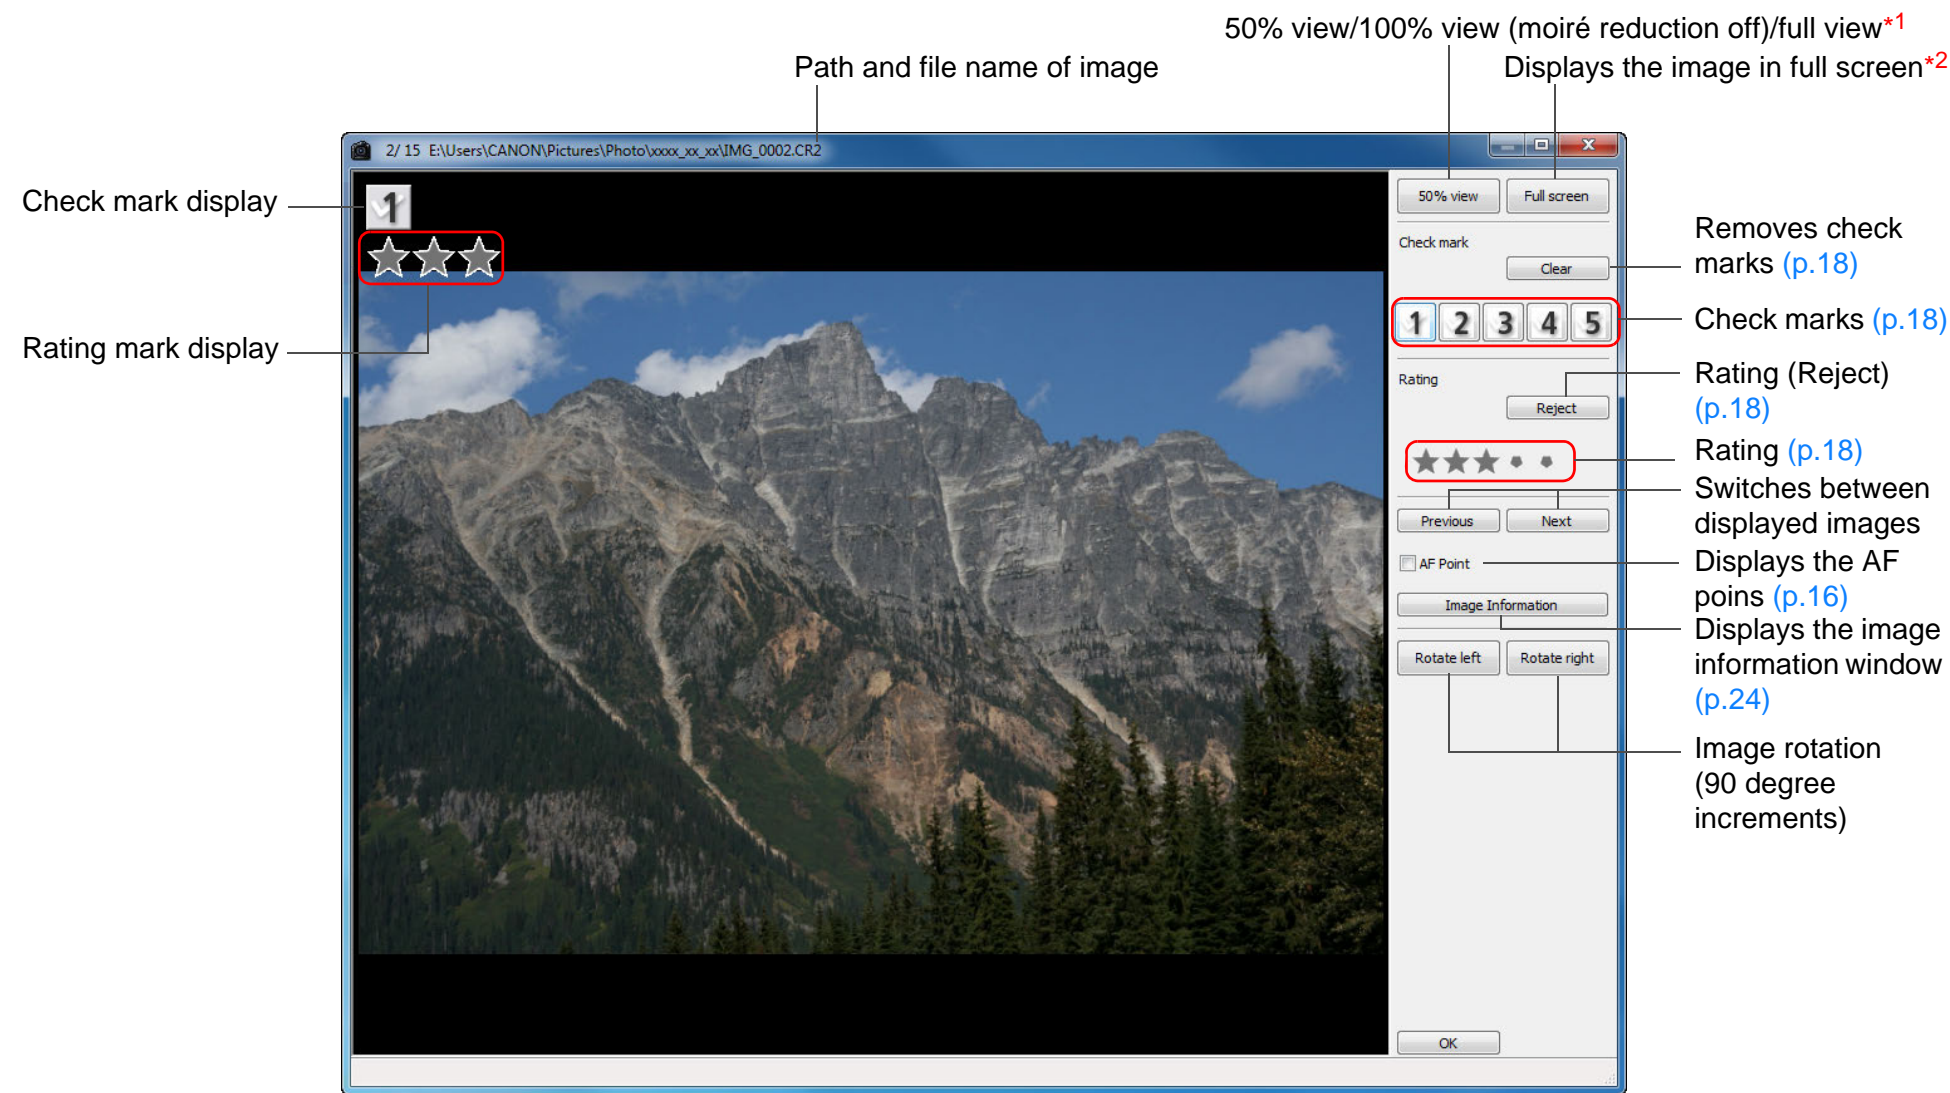 50% view/100% view (moiré reduction off)/full view*1
Path and file name of image
Displays the image in full screen*2
2/ 15 E:\Users\CANON\Pictures\Photo\xxxx_xx_xx\IMG_0002.CR2
Check mark display
1
Rating mark display
50% view
Full screen
Check mark
Clear
Removes check
marks (p.18)
1 2 3 4 5
Check marks (p.18)
Rating
Reject
Rating (Reject)
(p.18)
Rating (p.18)
Previous
Next
Switches between
displayed images
AF Point
Displays the AF
poins (p.16)
Image Information
Displays the image
information window
(p.24)
Rotate left
Rotate right
Image rotation
(90 degree
increments)
OK